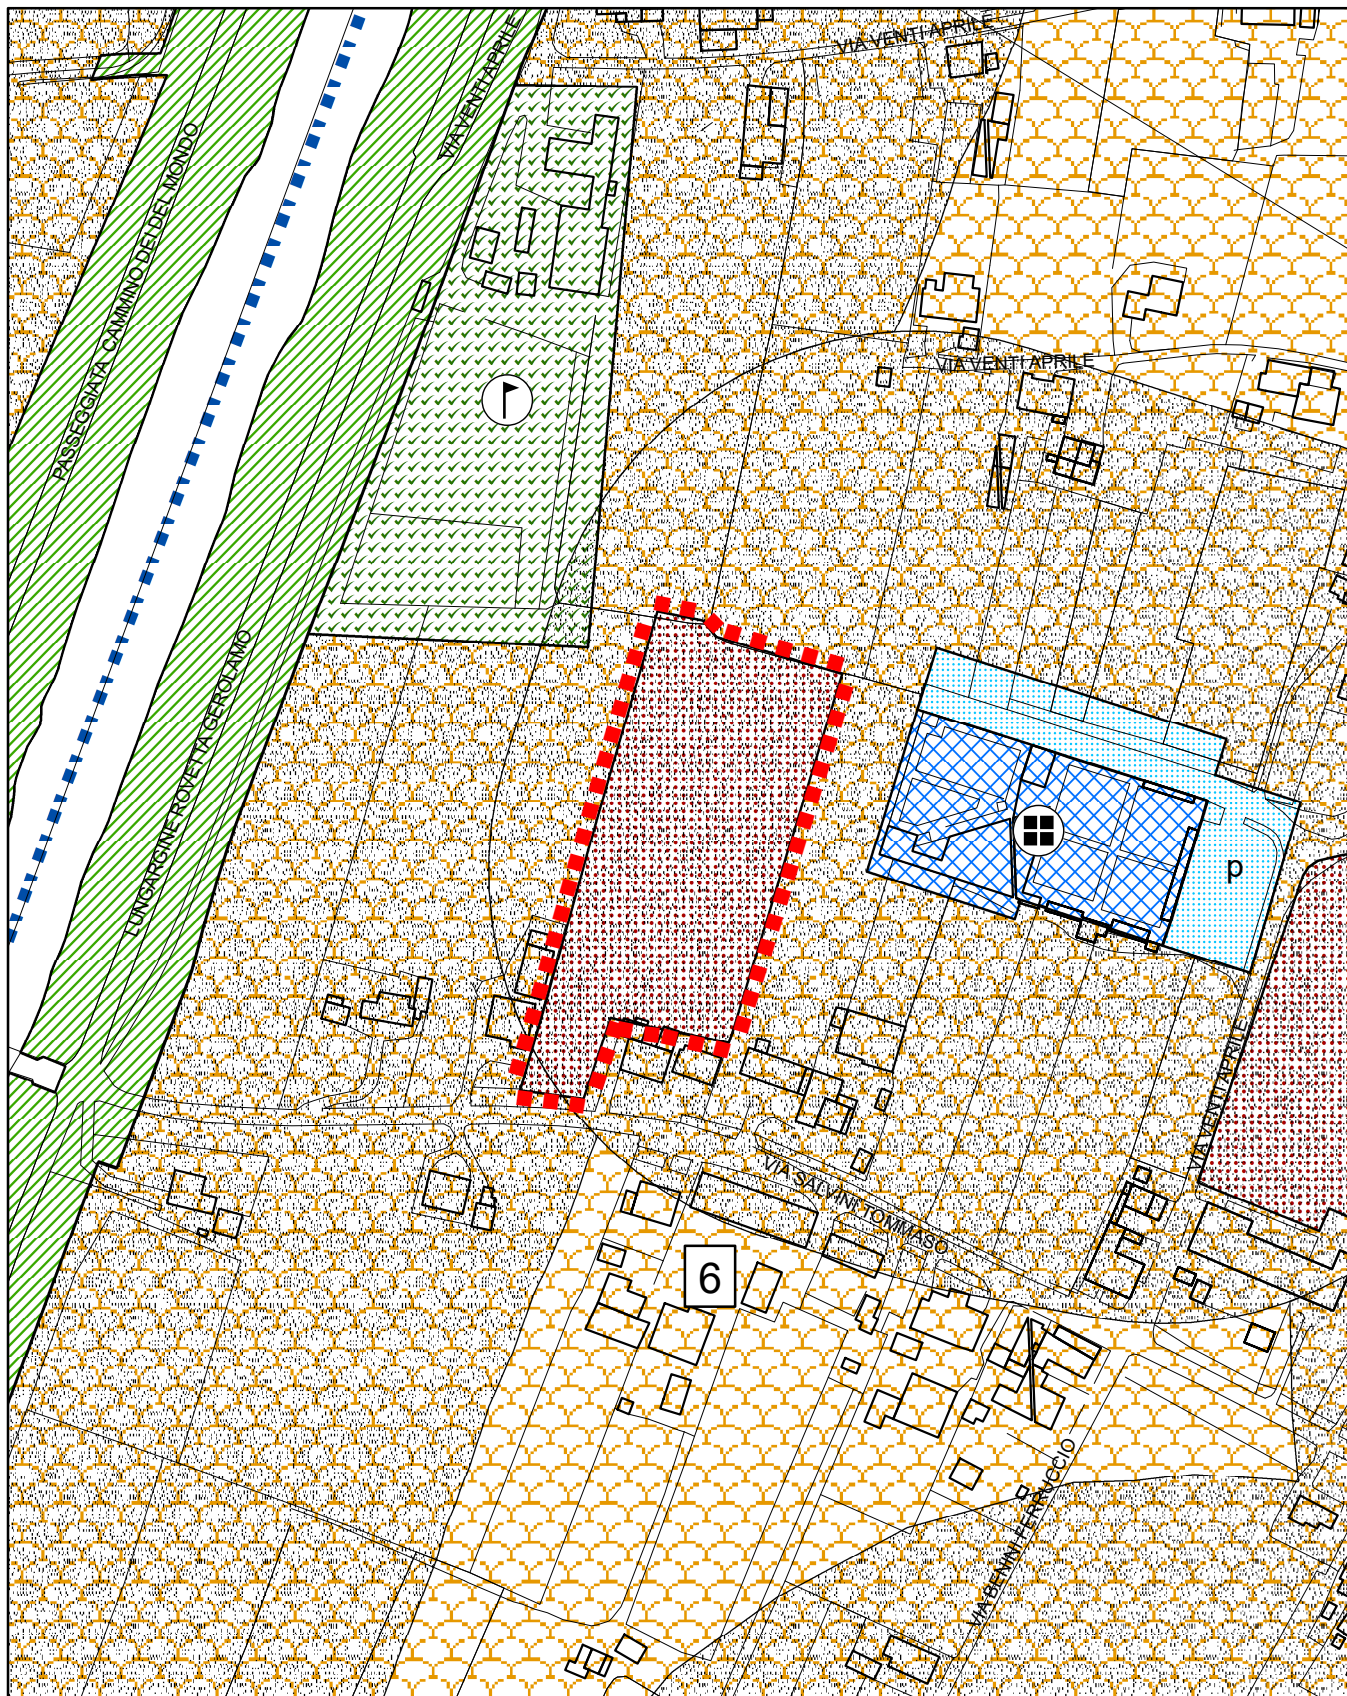 VIA VENTI APRILE
VIA VENTI APRILE
PASSEGGIATA CAMMINO DEI DEL MONDO
VIA VENTI APRILE
LUNGARGINE ROVETTA GEROLAMO
p
VIA VENTI APRILE
VIA SALVINI TOMMASO
6
VIA BENINI FERRUCCIO